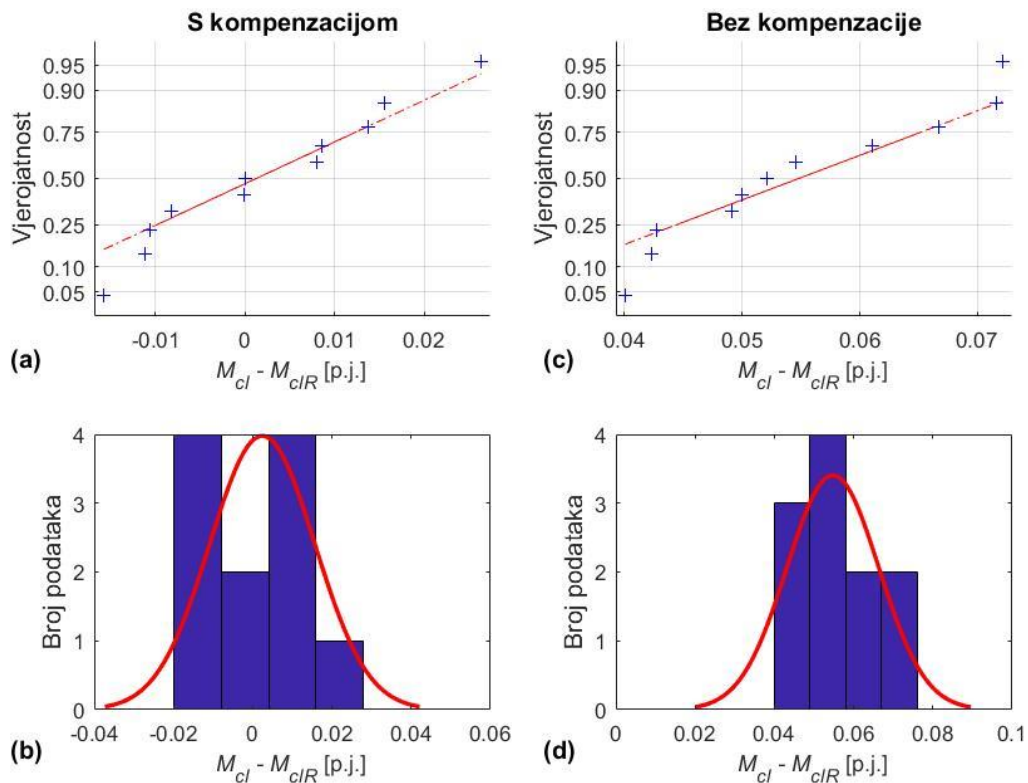 S kompenzacijom
Vjerojatnost
0.95
0.90
0.75
0.50
0.25
0.10
0.05
-0.01 0 0.01 0.02
(a)
M_cl - M_clR [p.j.]
Bez kompenzacije
Vjerojatnost
0.95
0.90
0.75
0.50
0.25
0.10
0.05
0.04 0.05 0.06 0.07
(c)
M_cl - M_clR [p.j.]
Broj podataka
4
3
2
1
0
-0.04 -0.02 0 0.02 0.04 0.06
(b)
M_cl - M_clR [p.j.]
Broj podataka
4
3
2
1
0
0 0.02 0.04 0.06 0.08 0.1
(d)
M_cl - M_clR [p.j.]